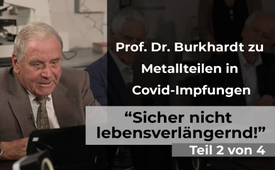 Prof. Dr. Burkhardt zu
Metallteilen in
Covid-Impfungen
“Sicher nicht
lebensverlängernd!”
Teil 2 von 4